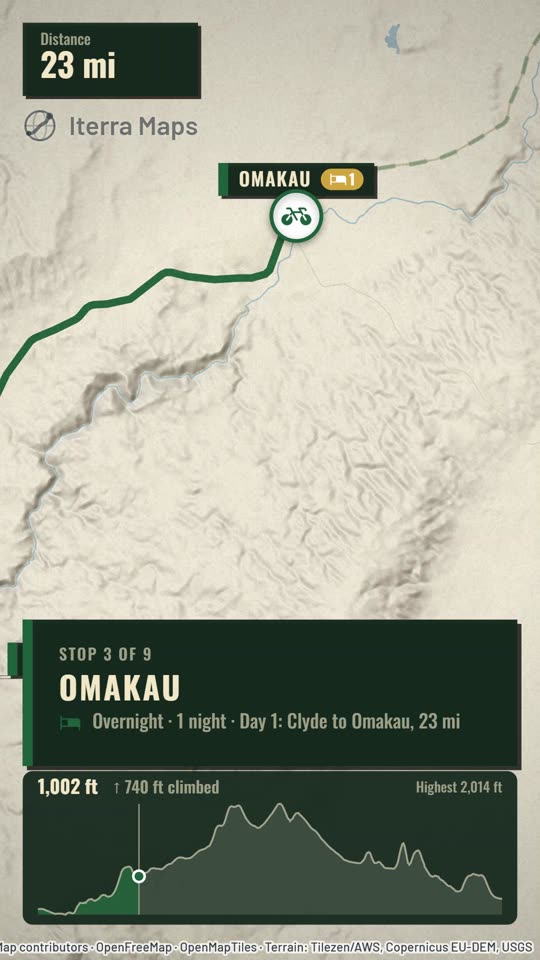 Distance
23 mi
Iterra Maps
OMAKAU 1
STOP 3 OF 9
OMAKAU
Overnight · 1 night · Day 1: Clyde to Omakau, 23 mi
1,002 ft ↑ 740 ft climbed Highest 2,014 ft
Map contributors · OpenFreeMap · OpenMapTiles · Terrain: Tilezen/AWS, Copernicus EU-DEM, USGS